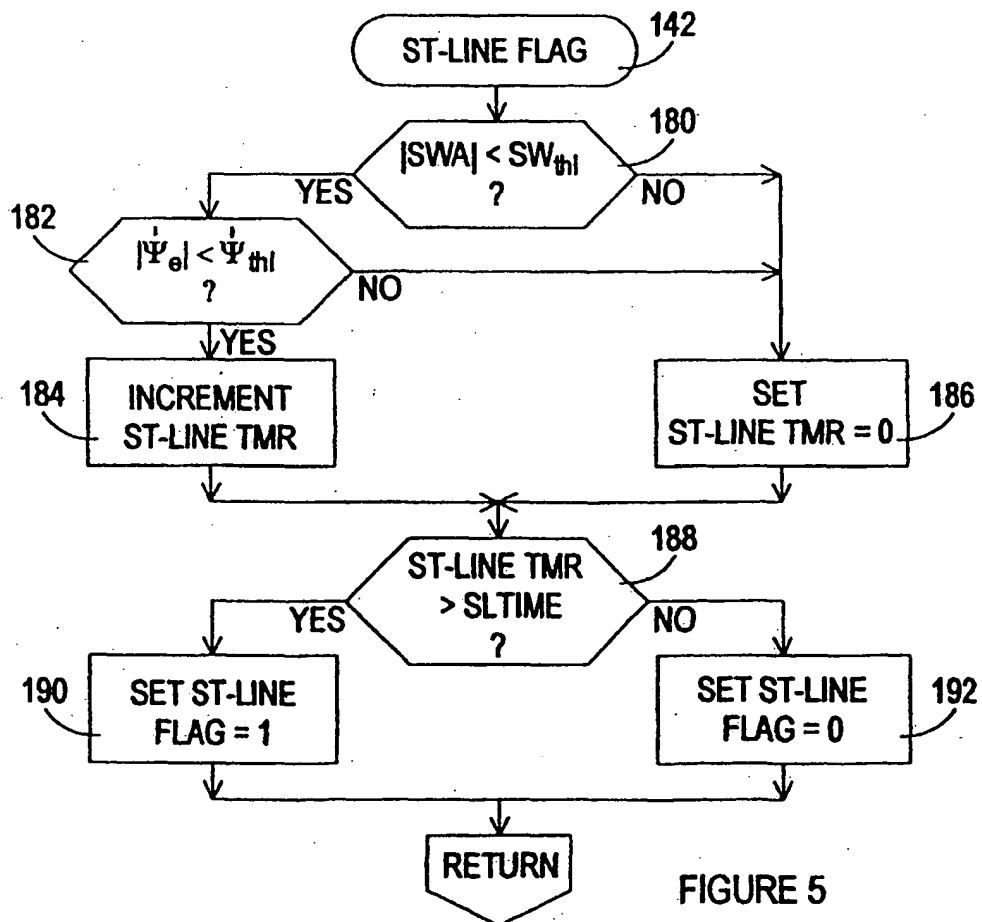 ST-LINE FLAG
142
180
|SWA| < SW_thl
?
YES
NO
182
|Ψ̇_e| < Ψ̇_thl
?
NO
YES
184
INCREMENT
ST-LINE TMR
SET
ST-LINE TMR = 0
186
188
ST-LINE TMR
> SLTIME
?
YES
NO
190
SET ST-LINE
FLAG = 1
SET ST-LINE
FLAG = 0
192
RETURN
FIGURE 5